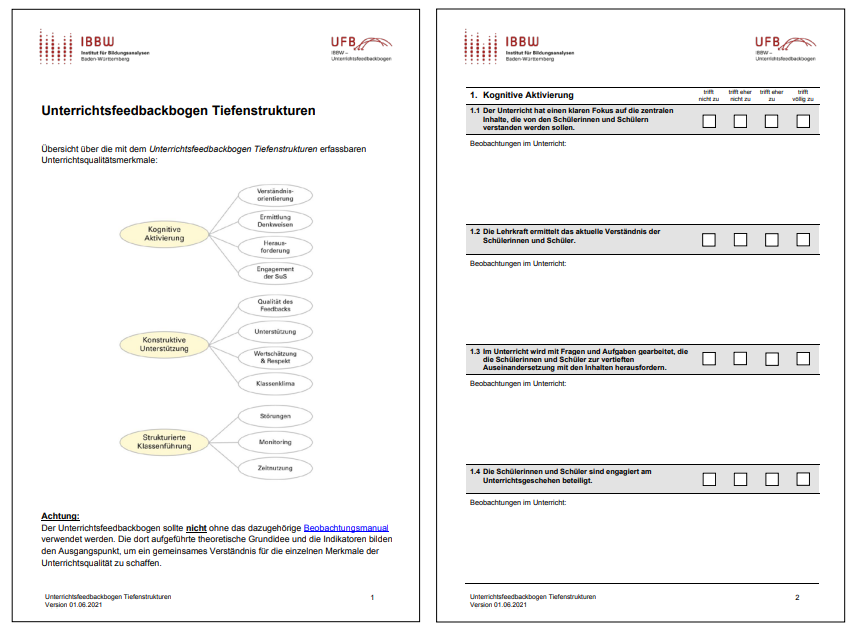 IBBW
Institut für Bildungsanalysen
Baden-Württemberg
UFB
IBBW –
Unterrichtsfeedbackbogen
Unterrichtsfeedbackbogen Tiefenstrukturen
Übersicht über die mit dem Unterrichtsfeedbackbogen Tiefenstrukturen erfassbaren
Unterrichtsqualitätsmerkmale:
Kognitive
Aktivierung
Verständnis-
orientierung
Ermittlung
Denkweisen
Heraus-
forderung
Engagement
der SuS
Konstruktive
Unterstützung
Qualität des
Feedbacks
Unterstützung
Wertschätzung
& Respekt
Klassenklima
Strukturierte
Klassenführung
Störungen
Monitoring
Zeitnutzung
Achtung:
Der Unterrichtsfeedbackbogen sollte nicht ohne das dazugehörige Beobachtungsmanual
verwendet werden. Die dort aufgeführte theoretische Grundidee und die Indikatoren bilden
den Ausgangspunkt, um ein gemeinsames Verständnis für die einzelnen Merkmale der
Unterrichtsqualität zu schaffen.
Unterrichtsfeedbackbogen Tiefenstrukturen 1
Version 01.06.2021
IBBW
Institut für Bildungsanalysen
Baden-Württemberg
UFB
IBBW –
Unterrichtsfeedbackbogen
1. Kognitive Aktivierung
trifft nicht zu
trifft eher nicht zu
trifft eher zu
trifft völlig zu
1.1 Der Unterricht hat einen klaren Fokus auf die zentralen
Inhalte, die von den Schülerinnen und Schülern
verstanden werden sollen.
Beobachtungen im Unterricht:
1.2 Die Lehrkraft ermittelt das aktuelle Verständnis der
Schülerinnen und Schüler.
Beobachtungen im Unterricht:
1.3 Im Unterricht wird mit Fragen und Aufgaben gearbeitet, die
die Schülerinnen und Schüler zur vertieften
Auseinandersetzung mit den Inhalten herausfordern.
Beobachtungen im Unterricht:
1.4 Die Schülerinnen und Schüler sind engagiert am
Unterrichtsgeschehen beteiligt.
Beobachtungen im Unterricht:
Unterrichtsfeedbackbogen Tiefenstrukturen 2
Version 01.06.2021